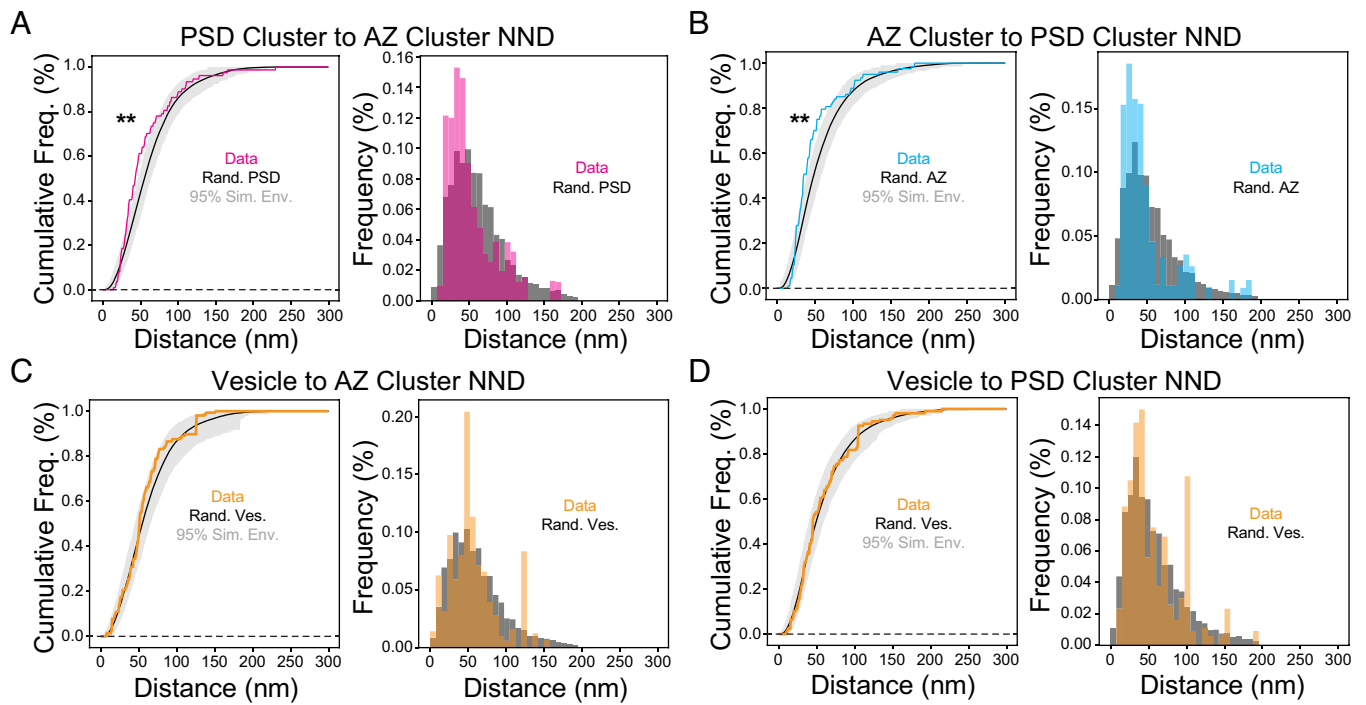 A
PSD Cluster to AZ Cluster NND
Cumulative Freq. (%)
1.0
0.8
0.6
0.4
0.2
0.0
**
Data
Rand. PSD
95% Sim. Env.
0 50 100 150 200 250 300
Distance (nm)
Frequency (%)
0.16
0.14
0.12
0.10
0.08
0.06
0.04
0.02
0.00
Data
Rand. PSD
0 50 100 150 200 250 300
Distance (nm)
B
AZ Cluster to PSD Cluster NND
Cumulative Freq. (%)
1.0
0.8
0.6
0.4
0.2
0.0
**
Data
Rand. AZ
95% Sim. Env.
0 50 100 150 200 250 300
Distance (nm)
Frequency (%)
0.15
0.10
0.05
0.00
Data
Rand. AZ
0 50 100 150 200 250 300
Distance (nm)
C
Vesicle to AZ Cluster NND
Cumulative Freq. (%)
1.0
0.8
0.6
0.4
0.2
0.0
Data
Rand. Ves.
95% Sim. Env.
0 50 100 150 200 250 300
Distance (nm)
Frequency (%)
0.20
0.15
0.10
0.05
0.00
Data
Rand. Ves.
0 50 100 150 200 250 300
Distance (nm)
D
Vesicle to PSD Cluster NND
Cumulative Freq. (%)
1.0
0.8
0.6
0.4
0.2
0.0
Data
Rand. Ves.
95% Sim. Env.
0 50 100 150 200 250 300
Distance (nm)
Frequency (%)
0.14
0.12
0.10
0.08
0.06
0.04
0.02
0.00
Data
Rand. Ves.
0 50 100 150 200 250 300
Distance (nm)